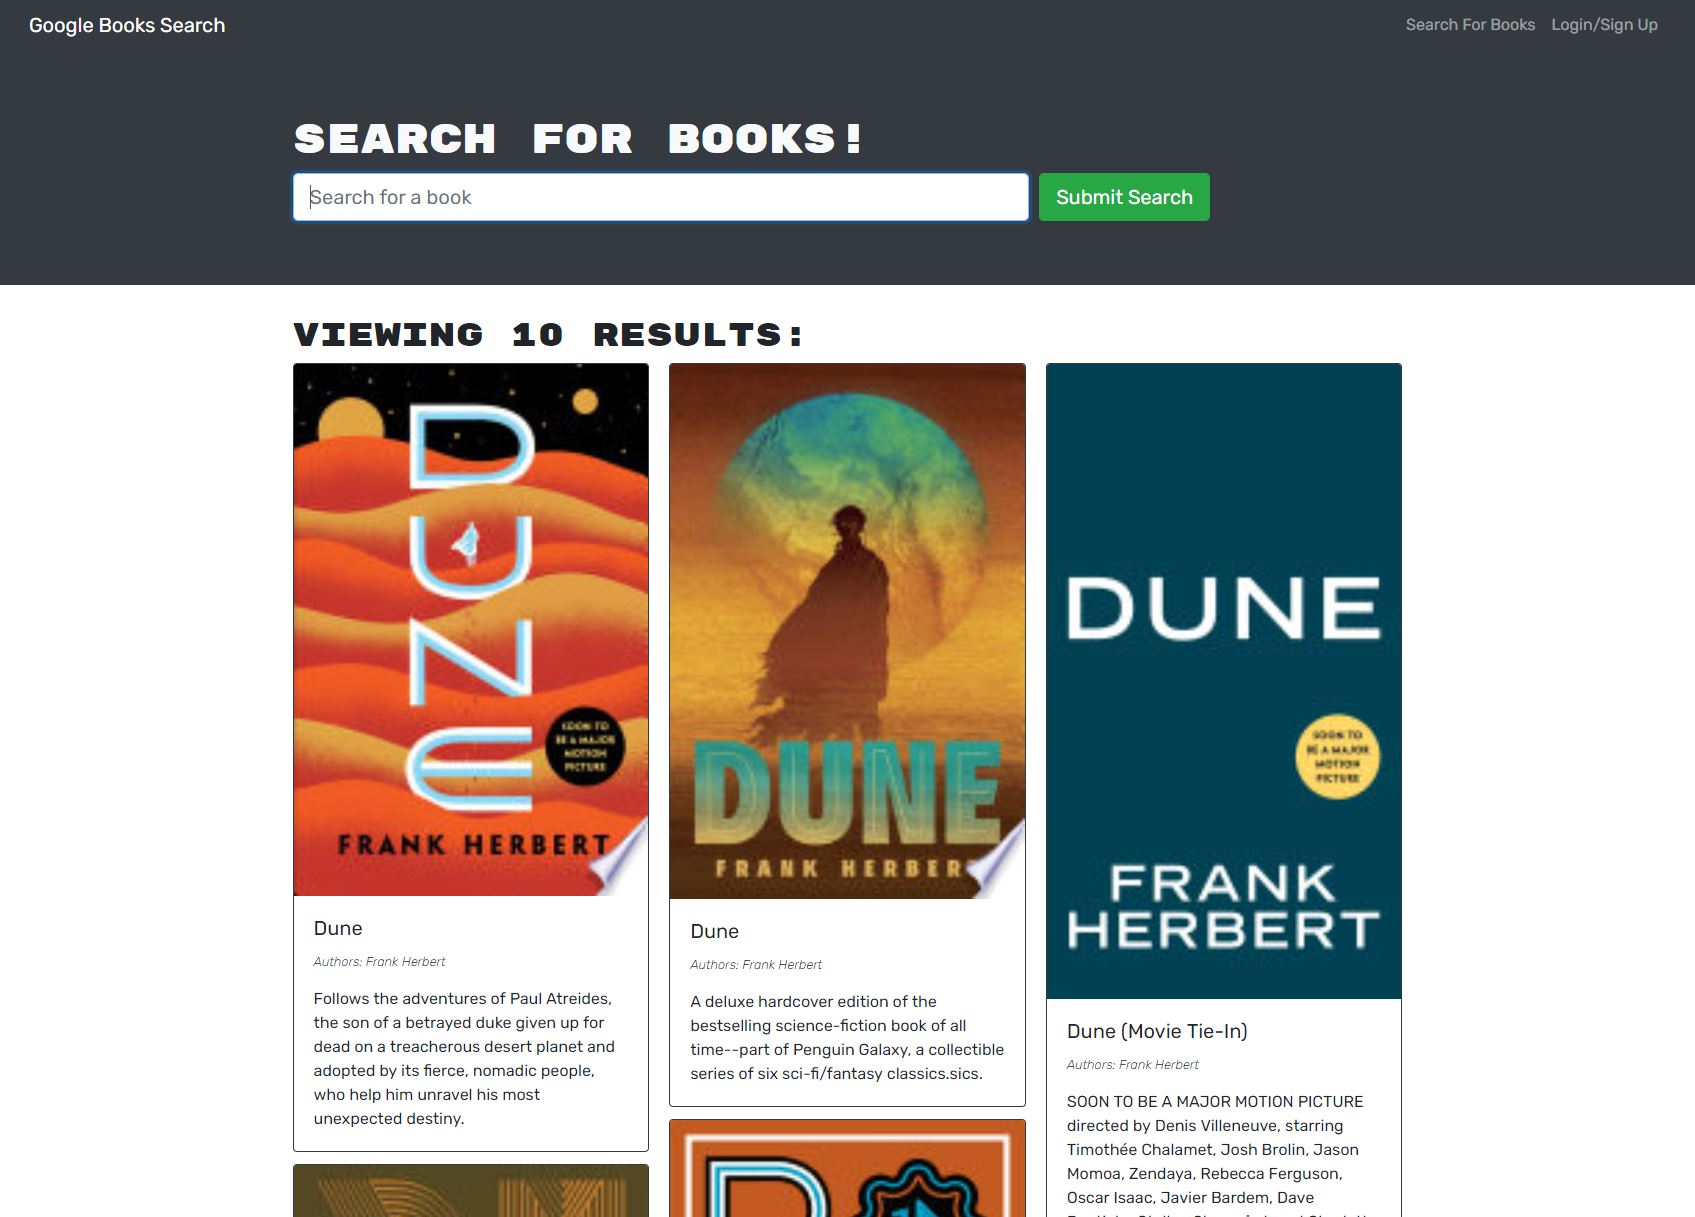 Google Books Search
Search For Books
Login/Sign Up
SEARCH FOR BOOKS!
Search for a book
Submit Search
VIEWING 10 RESULTS:
DUNE
SOON TO
BE A MAJOR
MOTION
PICTURE
FRANK HERBERT
Dune
Authors: Frank Herbert
Follows the adventures of Paul Atreides,
the son of a betrayed duke given up for
dead on a treacherous desert planet and
adopted by its fierce, nomadic people,
who help him unravel his most
unexpected destiny.
DUNE
FRANK HERBER
Dune
Authors: Frank Herbert
A deluxe hardcover edition of the
bestselling science-fiction book of all
time--part of Penguin Galaxy, a collectible
series of six sci-fi/fantasy classics.sics.
DUNE
SOON TO
BE A MAJOR
MOTION
PICTURE
FRANK
HERBERT
Dune (Movie Tie-In)
Authors: Frank Herbert
SOON TO BE A MAJOR MOTION PICTURE
directed by Denis Villeneuve, starring
Timothée Chalamet, Josh Brolin, Jason
Momoa, Zendaya, Rebecca Ferguson,
Oscar Isaac, Javier Bardem, Dave